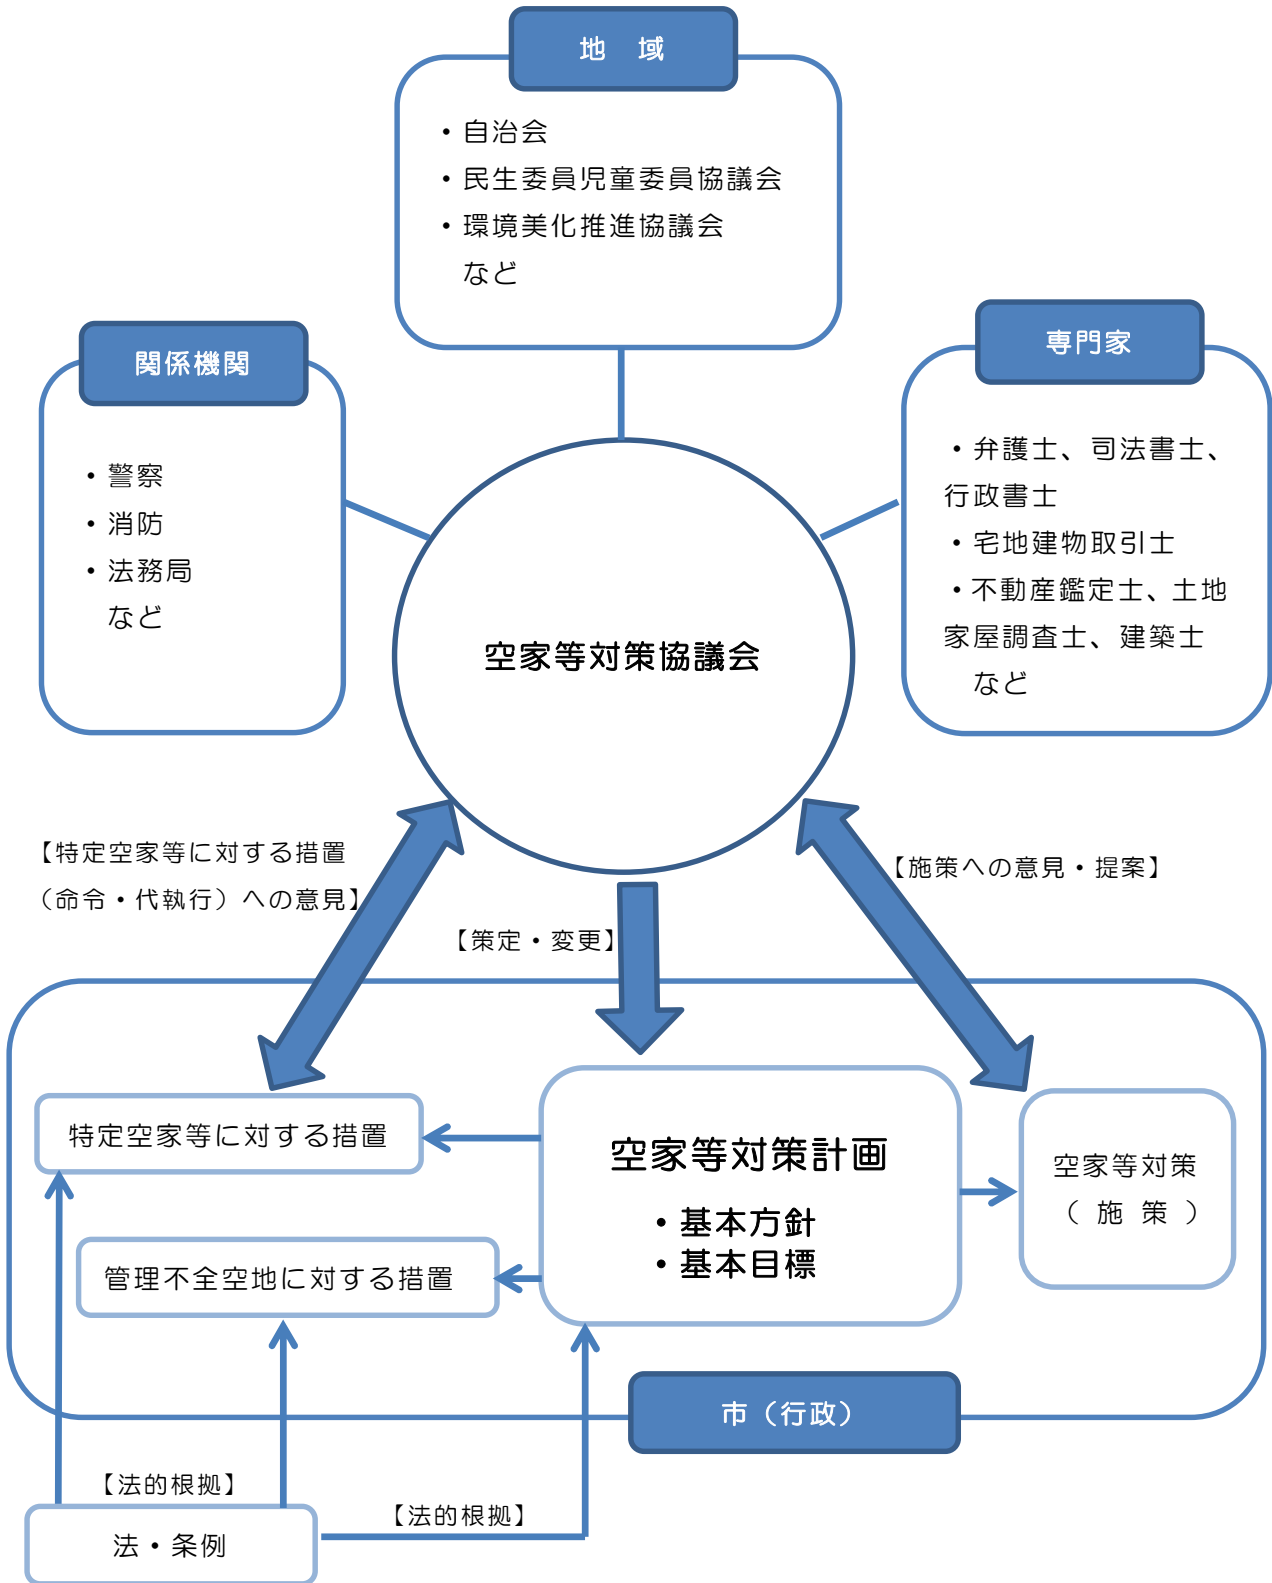 地　域
・自治会
・民生委員児童委員協議会
・環境美化推進協議会
など
関係機関
・警察
・消防
・法務局
など
専門家
・弁護士、司法書士、
行政書士
・宅地建物取引士
・不動産鑑定士、土地
家屋調査士、建築士
など
空家等対策協議会
【特定空家等に対する措置
（命令・代執行）への意見】
【策定・変更】
【施策への意見・提案】
特定空家等に対する措置
管理不全空地に対する措置
空家等対策計画
・基本方針
・基本目標
空家等対策
（ 施 策 ）
市（行政）
【法的根拠】
【法的根拠】
法・条例